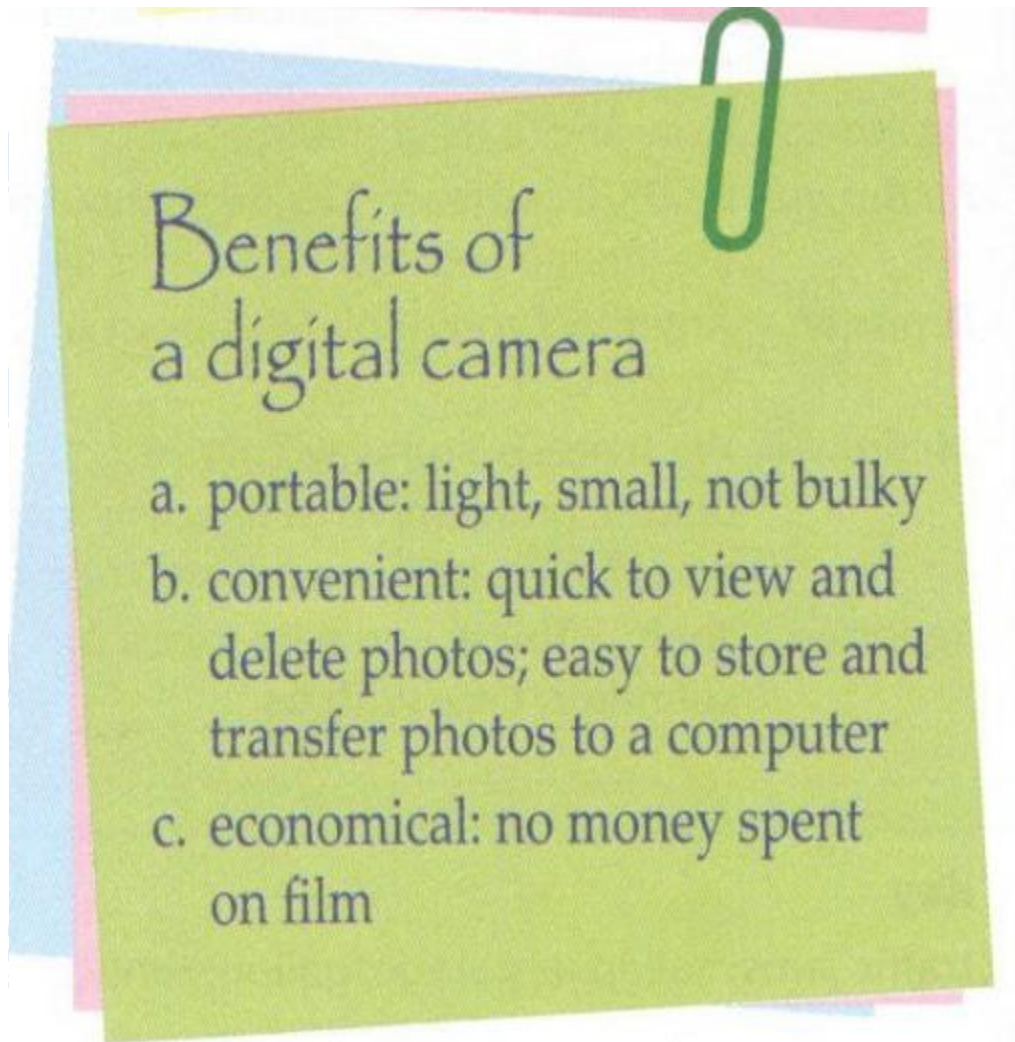 Benefits of
a digital camera
a. portable: light, small, not bulky
b. convenient: quick to view and
delete photos; easy to store and
transfer photos to a computer
c. economical: no money spent
on film